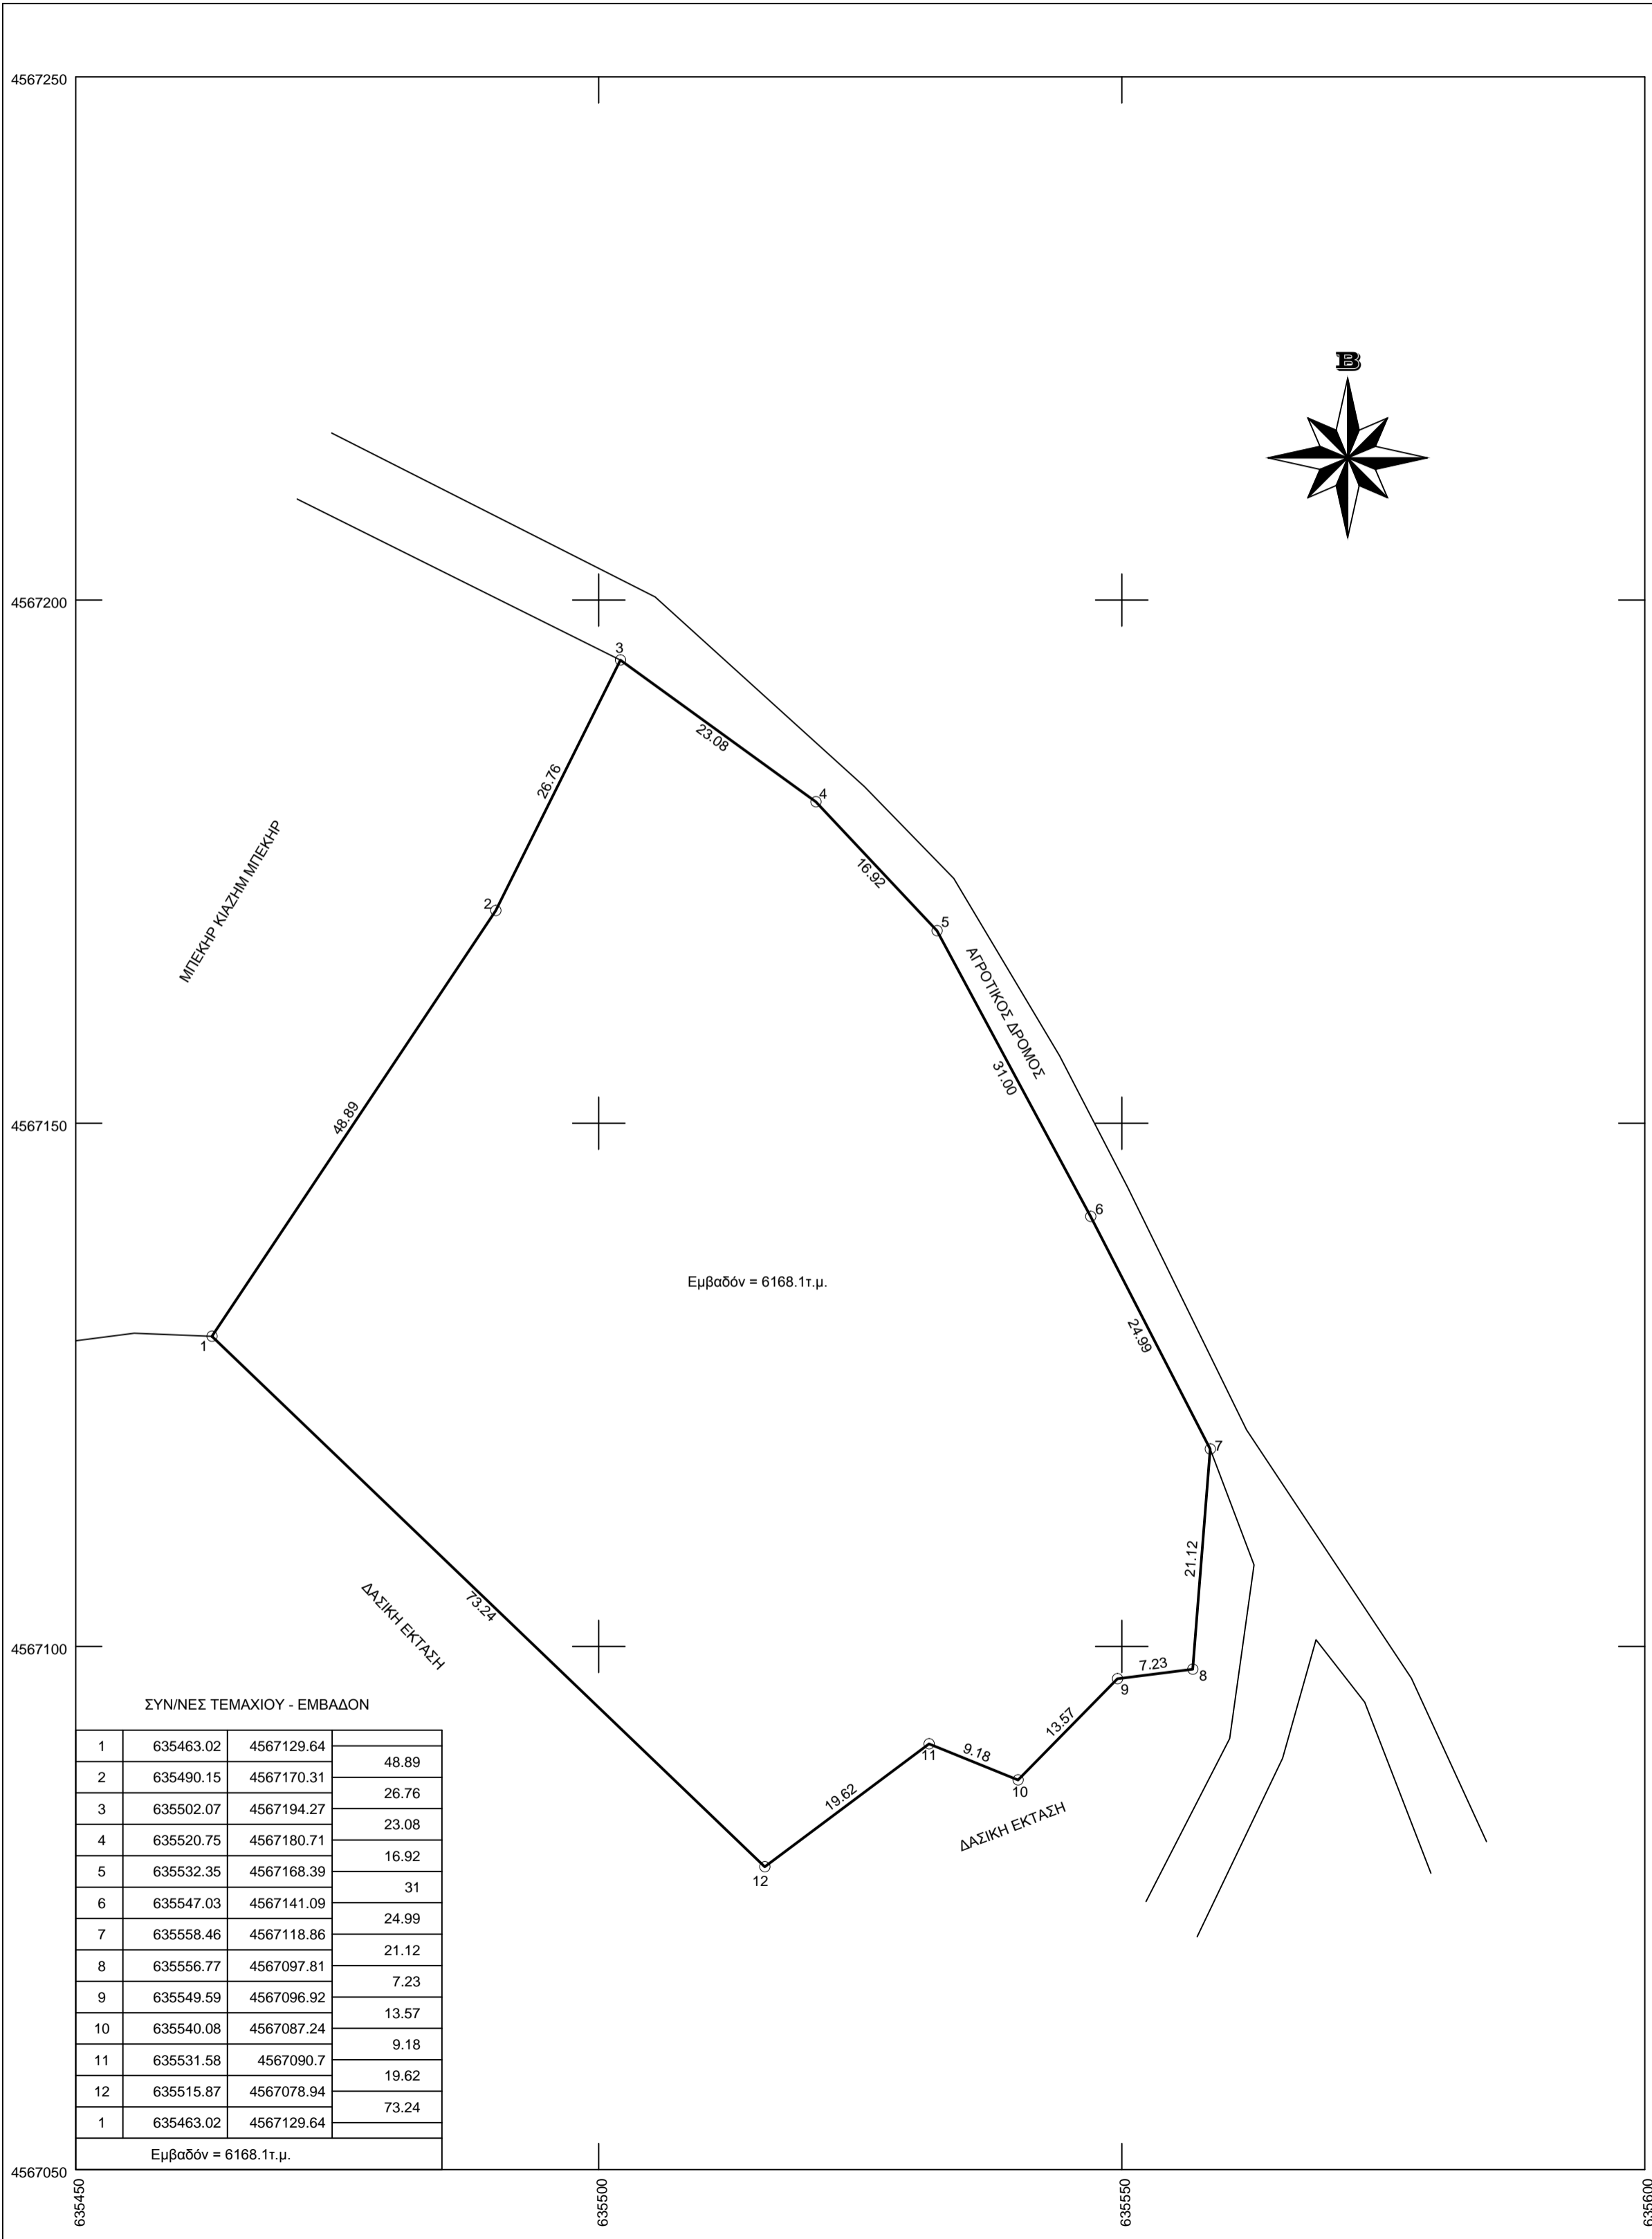 4567250
B
4567200
3
23.08
26.76
4
ΜΠΕΚΗΡ ΚΙΑΖΗΜ ΜΠΕΚΗΡ
16.92
2
5
ΑΓΡΟΤΙΚΟΣ ΔΡΟΜΟΣ
31.00
48.89
4567150
6
Εμβαδόν = 6168.1τ.μ.
24.99
1
7
21.12
73.24
ΔΑΣΙΚΗ ΕΚΤΑΣΗ
4567100
7.23
8
9
13.57
11
9.18
10
19.62
ΔΑΣΙΚΗ ΕΚΤΑΣΗ
12
ΣΥΝ/ΝΕΣ ΤΕΜΑΧΙΟΥ - ΕΜΒΑΔΟΝ
1 635463.02 4567129.64
48.89
2 635490.15 4567170.31
26.76
3 635502.07 4567194.27
23.08
4 635520.75 4567180.71
16.92
5 635532.35 4567168.39
31
6 635547.03 4567141.09
24.99
7 635558.46 4567118.86
21.12
8 635556.77 4567097.81
7.23
9 635549.59 4567096.92
13.57
10 635540.08 4567087.24
9.18
11 635531.58 4567090.7
19.62
12 635515.87 4567078.94
73.24
1 635463.02 4567129.64
Εμβαδόν = 6168.1τ.μ.
4567050
635450
635500
635550
635600